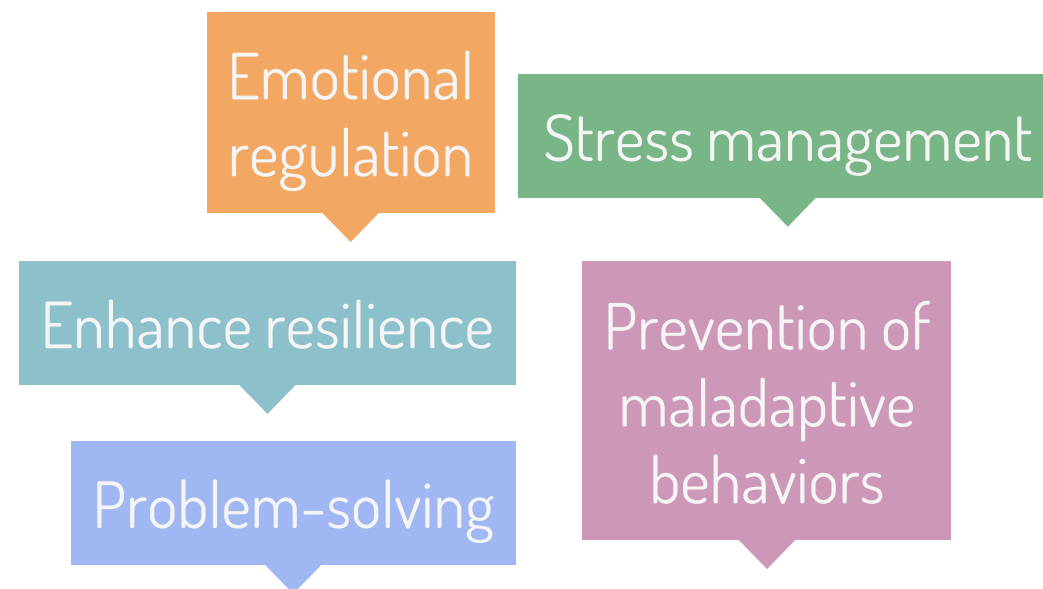 Emotional
regulation
Stress management
Enhance resilience
Prevention of
maladaptive
behaviors
Problem-solving